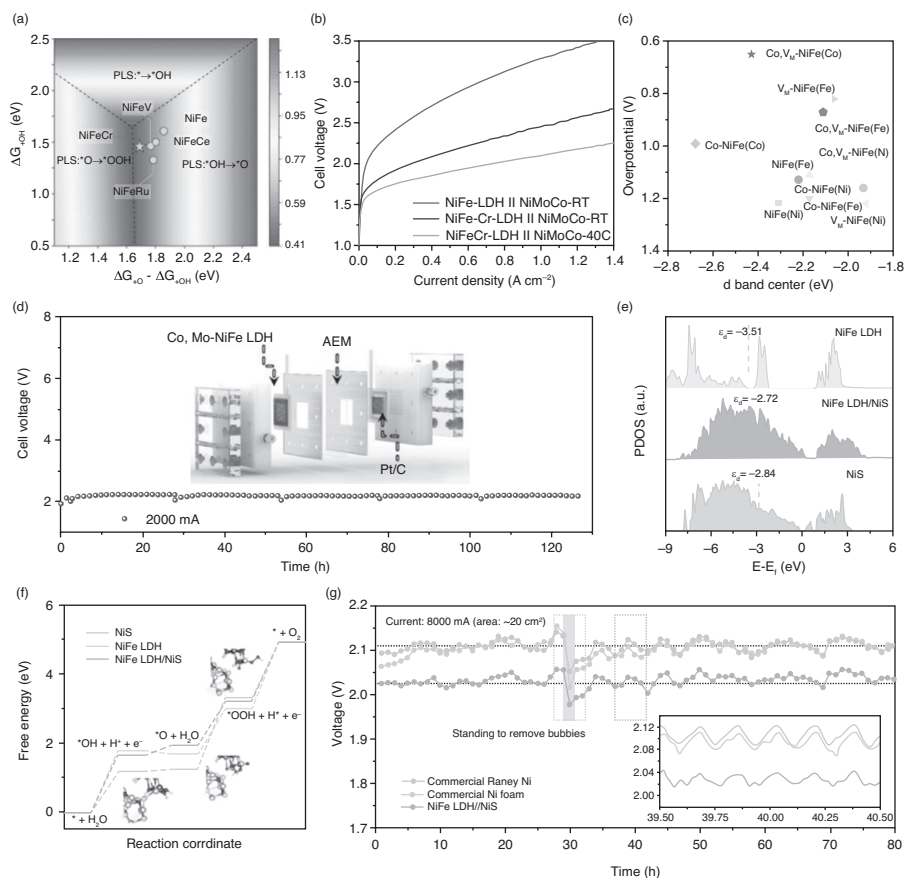 (a)
2.5
2.0
1.5
1.0
0.5
ΔG*OH (eV)
1.2 1.4 1.6 1.8 2.0 2.2 2.4
ΔG*O - ΔG*OH (eV)
PLS:*→*OH
NiFeV
NiFe
NiFeCr
NiFeCe
PLS:*O→*OOH
PLS:*OH→*O
NiFeRu
1.13
0.95
0.77
0.59
0.41
(b)
3.5
3.0
2.5
2.0
1.5
1.0
Cell voltage (V)
NiFe-LDH II NiMoCo-RT
NiFe-Cr-LDH II NiMoCo-RT
NiFeCr-LDH II NiMoCo-40C
0.0 0.2 0.4 0.6 0.8 1.0 1.2 1.4
Current density (A cm⁻²)
(c)
0.6
0.8
1.0
1.2
1.4
Overpotential (V)
Co,VM-NiFe(Co)
VM-NiFe(Fe)
Co,VM-NiFe(Fe)
Co-NiFe(Co)
Co,VM-NiFe(N)
NiFe(Fe)
Co-NiFe(Ni)
Co-NiFe(Fe)
NiFe(Ni)
VM-NiFe(Ni)
−2.8 −2.6 −2.4 −2.2 −2.0 −1.8
d band center (eV)
(d)
8
6
4
2
Cell voltage (V)
Co, Mo-NiFe LDH
AEM
Pt/C
2000 mA
0 20 40 60 80 100 120
Time (h)
(e)
PDOS (a.u.)
εd= −3.51
NiFe LDH
εd= −2.72
NiFe LDH/NiS
εd= −2.84
NiS
−9 −6 −3 0 3 6
E-Ef (eV)
(f)
6
4
2
0
Free energy (eV)
NiS
NiFe LDH
NiFe LDH/NiS
* + O2
*OOH + H⁺ + e⁻
*OH + H⁺ + e⁻
*O + H2O
* + H2O
Reaction corrdinate
(g)
2.2
2.1
2.0
1.9
1.8
1.7
Voltage (V)
Current: 8000 mA (area: ~20 cm²)
Standing to remove bubbies
Commercial Raney Ni
Commercial Ni foam
NiFe LDH//NiS
2.12
2.08
2.04
2.00
39.50 39.75 40.00 40.25 40.50
0 10 20 30 40 50 60 70 80
Time (h)